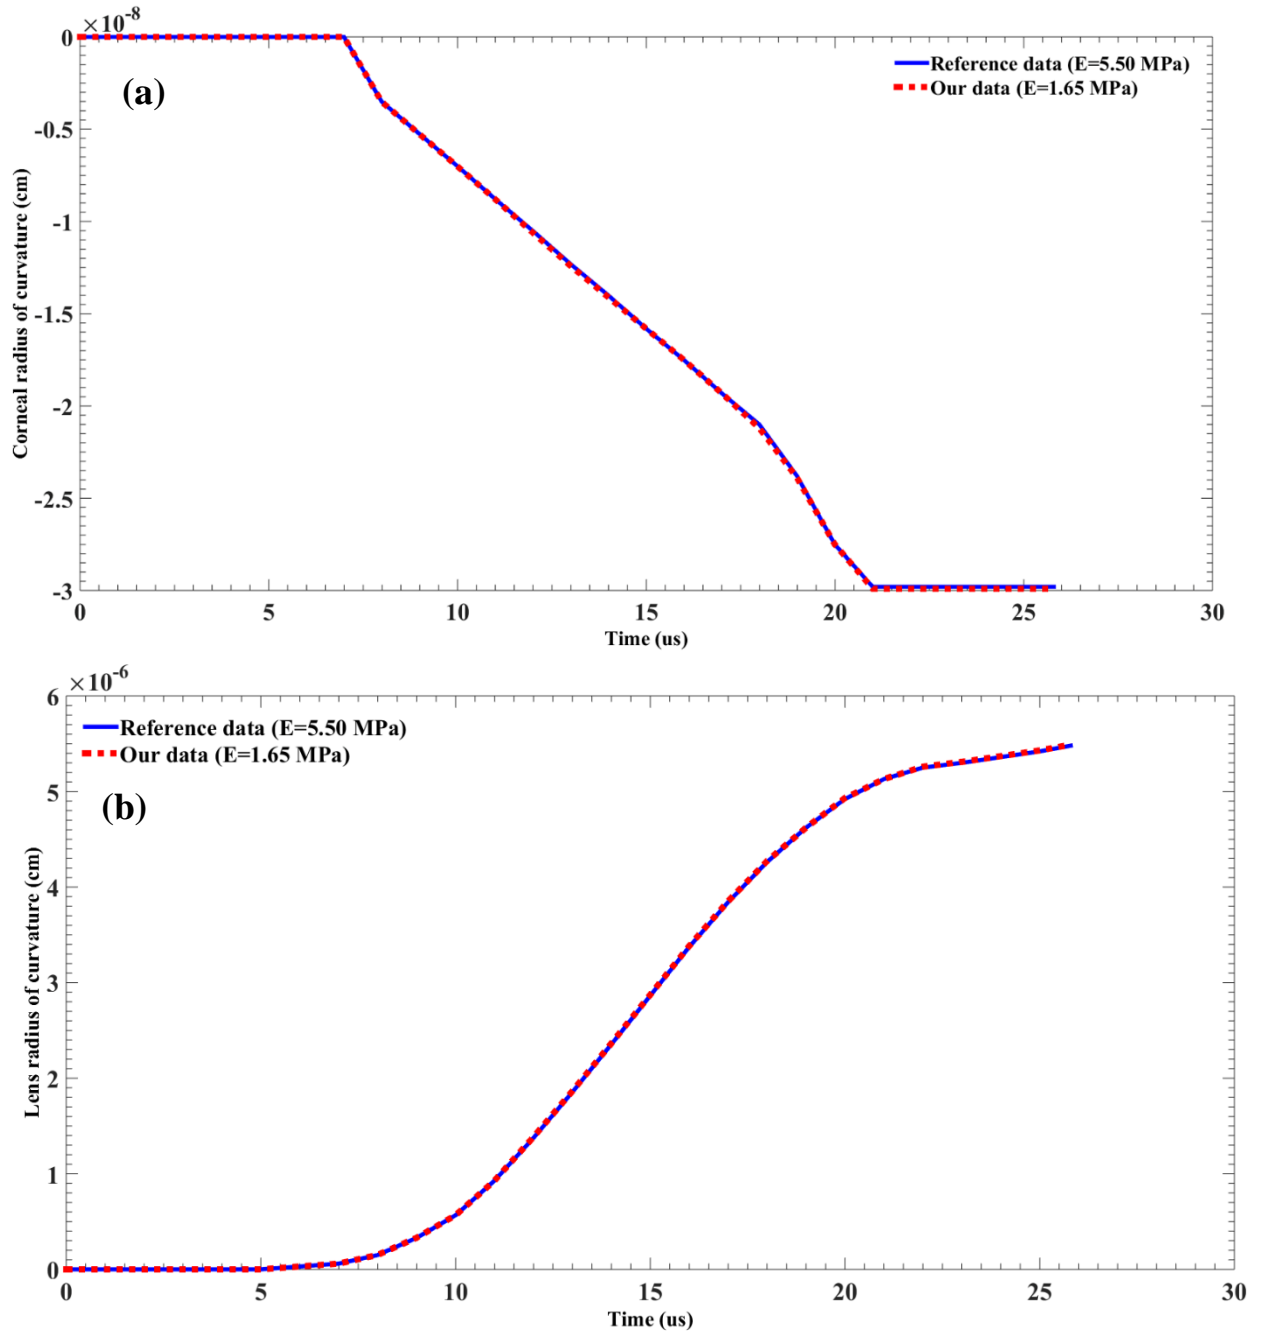 ×10-8
0
(a)
Reference data (E=5.50 MPa)
Our data (E=1.65 MPa)
-0.5
-1
-1.5
-2
-2.5
-3
Corneal radius of curvature (cm)
0 5 10 15 20 25 30
Time (us)
×10-6
6
Reference data (E=5.50 MPa)
Our data (E=1.65 MPa)
(b)
5
4
3
2
1
0
Lens radius of curvature (cm)
0 5 10 15 20 25 30
Time (us)